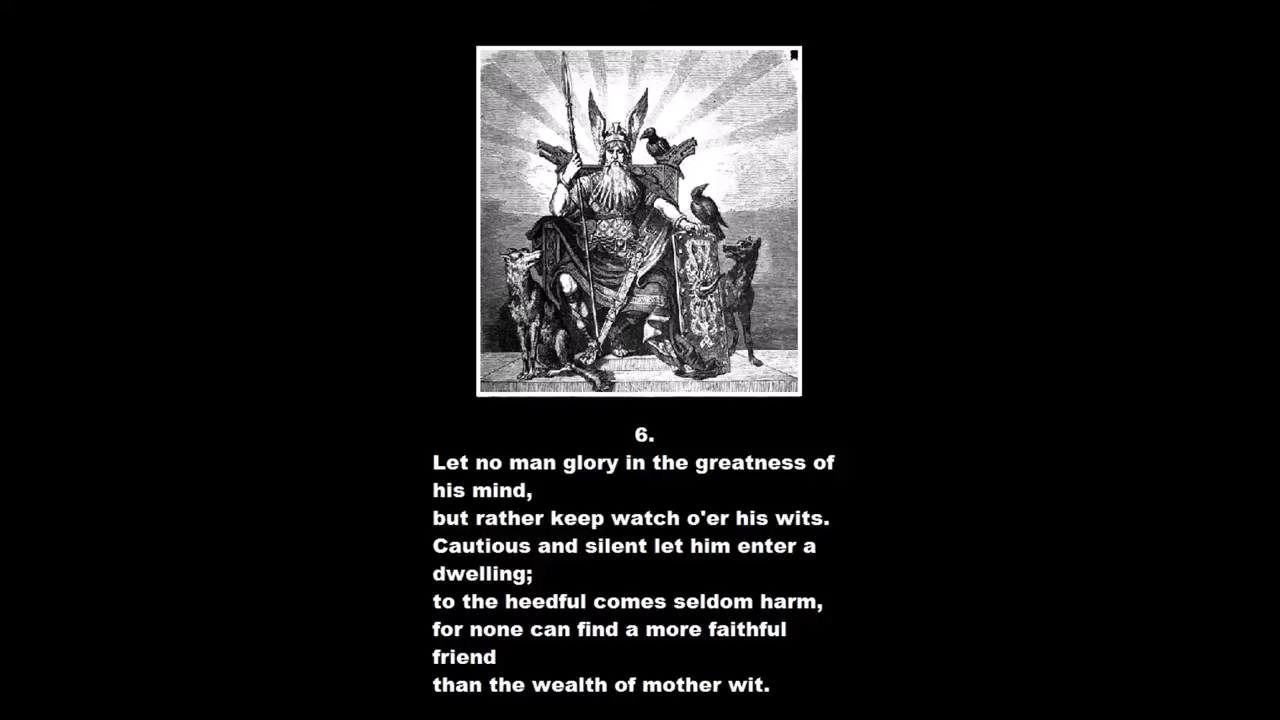 6.
Let no man glory in the greatness of
his mind,
but rather keep watch o'er his wits.
Cautious and silent let him enter a
dwelling;
to the heedful comes seldom harm,
for none can find a more faithful
friend
than the wealth of mother wit.